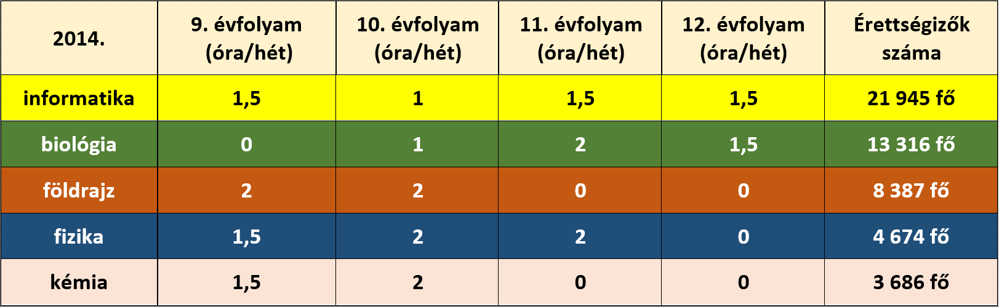 2014. 9. évfolyam (óra/hét) 10. évfolyam (óra/hét) 11. évfolyam (óra/hét) 12. évfolyam (óra/hét) Érettségizők száma
informatika 1,5 1 1,5 1,5 21 945 fő
biológia 0 1 2 1,5 13 316 fő
földrajz 2 2 0 0 8 387 fő
fizika 1,5 2 2 0 4 674 fő
kémia 1,5 2 0 0 3 686 fő